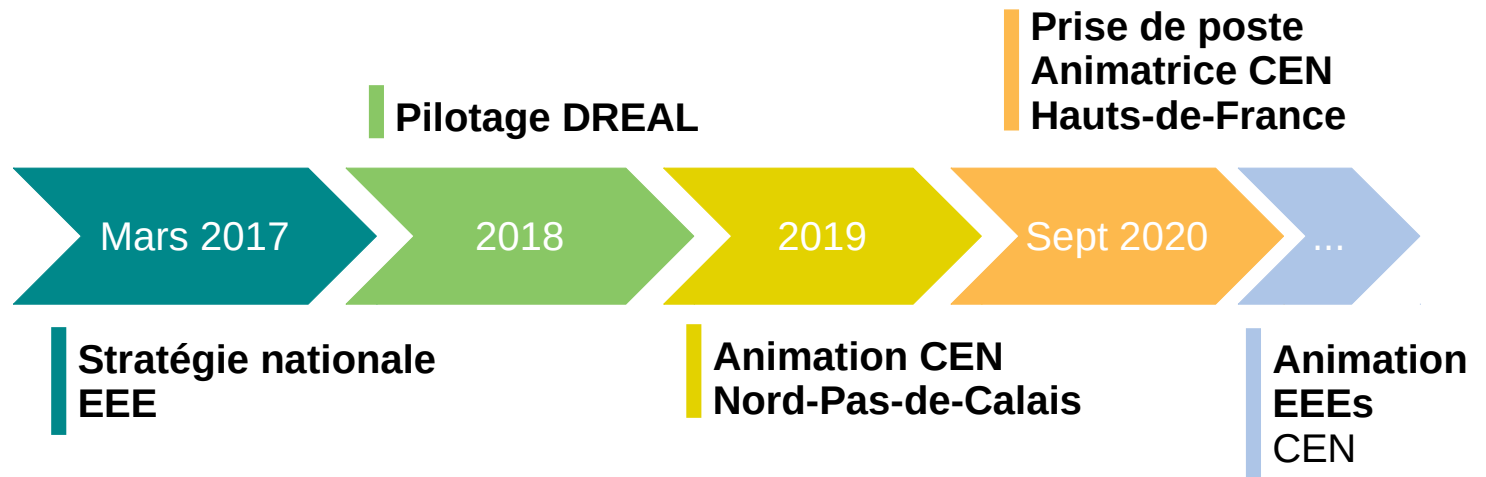 Prise de poste
Animatrice CEN
Hauts-de-France
Pilotage DREAL
Mars 2017
2018
2019
Sept 2020
...
Stratégie nationale
EEE
Animation CEN
Nord-Pas-de-Calais
Animation
EEEs
CEN